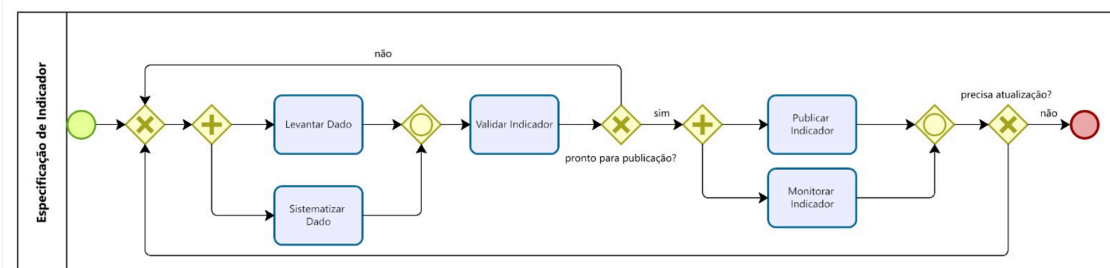 Especificação de Indicador
não
Levantar Dado
Sistematizar
Dado
Validar Indicador
pronto para publicação?
sim
Publicar
Indicador
Monitorar
Indicador
precisa atualização?
não